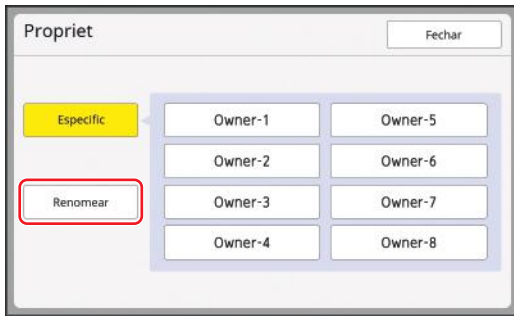 Propriet
Fechar
Especific
Owner-1
Owner-5
Owner-2
Owner-6
Renomear
Owner-3
Owner-7
Owner-4
Owner-8